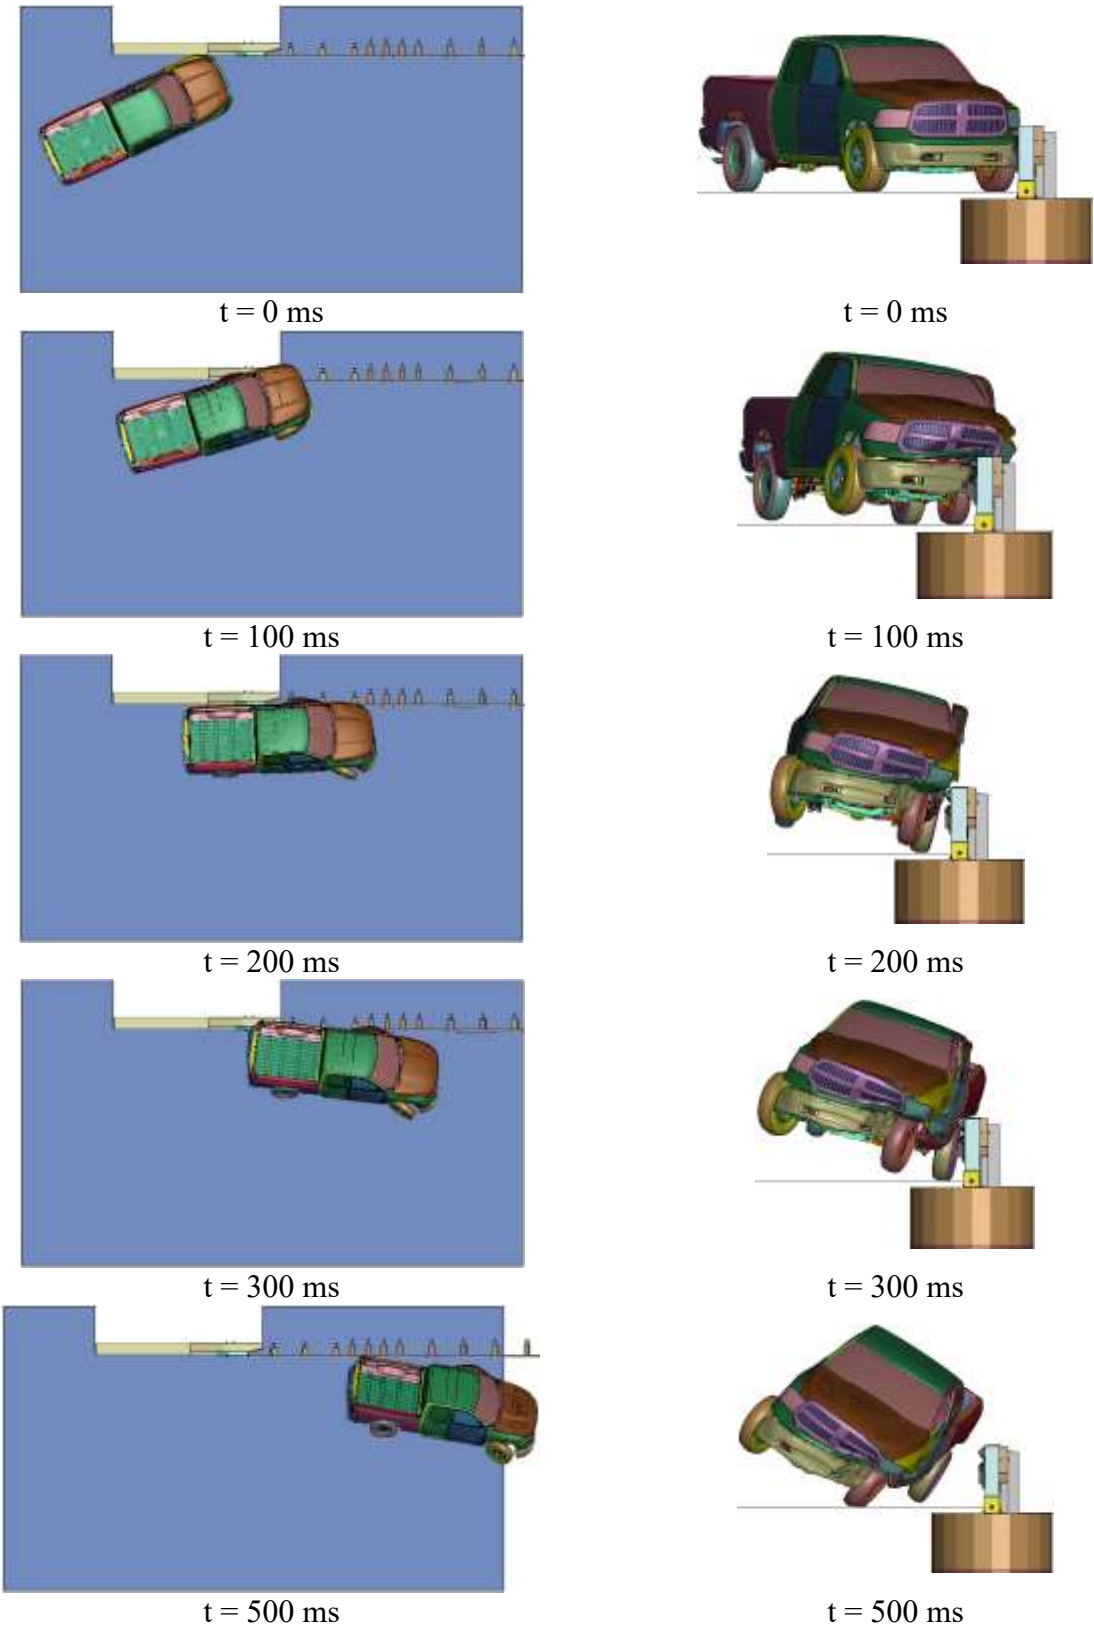 t = 0 ms
t = 0 ms
t = 100 ms
t = 100 ms
t = 200 ms
t = 200 ms
t = 300 ms
t = 300 ms
t = 500 ms
t = 500 ms